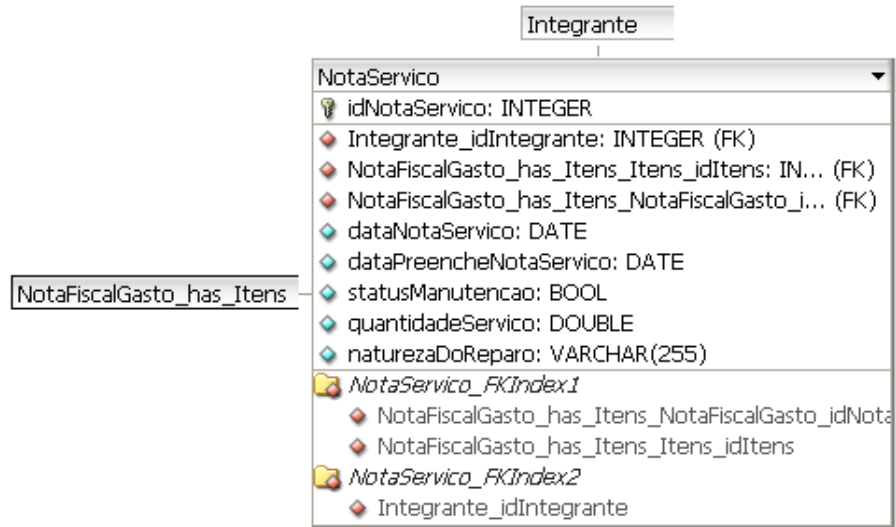 Integrante
NotaServico
idNotaServico: INTEGER
Integrante_idIntegrante: INTEGER (FK)
NotaFiscalGasto_has_Itens_Itens_idItens: IN... (FK)
NotaFiscalGasto_has_Itens_NotaFiscalGasto_i... (FK)
dataNotaServico: DATE
dataPreencheNotaServico: DATE
NotaFiscalGasto_has_Itens
statusManutencao: BOOL
quantidadeServico: DOUBLE
naturezaDoReparo: VARCHAR(255)
NotaServico_FKIndex1
NotaFiscalGasto_has_Itens_NotaFiscalGasto_idNota
NotaFiscalGasto_has_Itens_Itens_idItens
NotaServico_FKIndex2
Integrante_idIntegrante